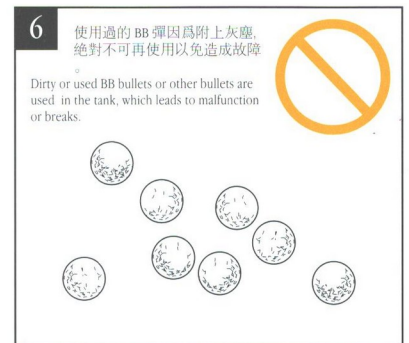 6
使用過的 BB 彈因爲附上灰塵,
絶對不可再使用以免造成故障
。
Dirty or used BB bullets or other bullets are
used in the tank, which leads to malfunction
or breaks.